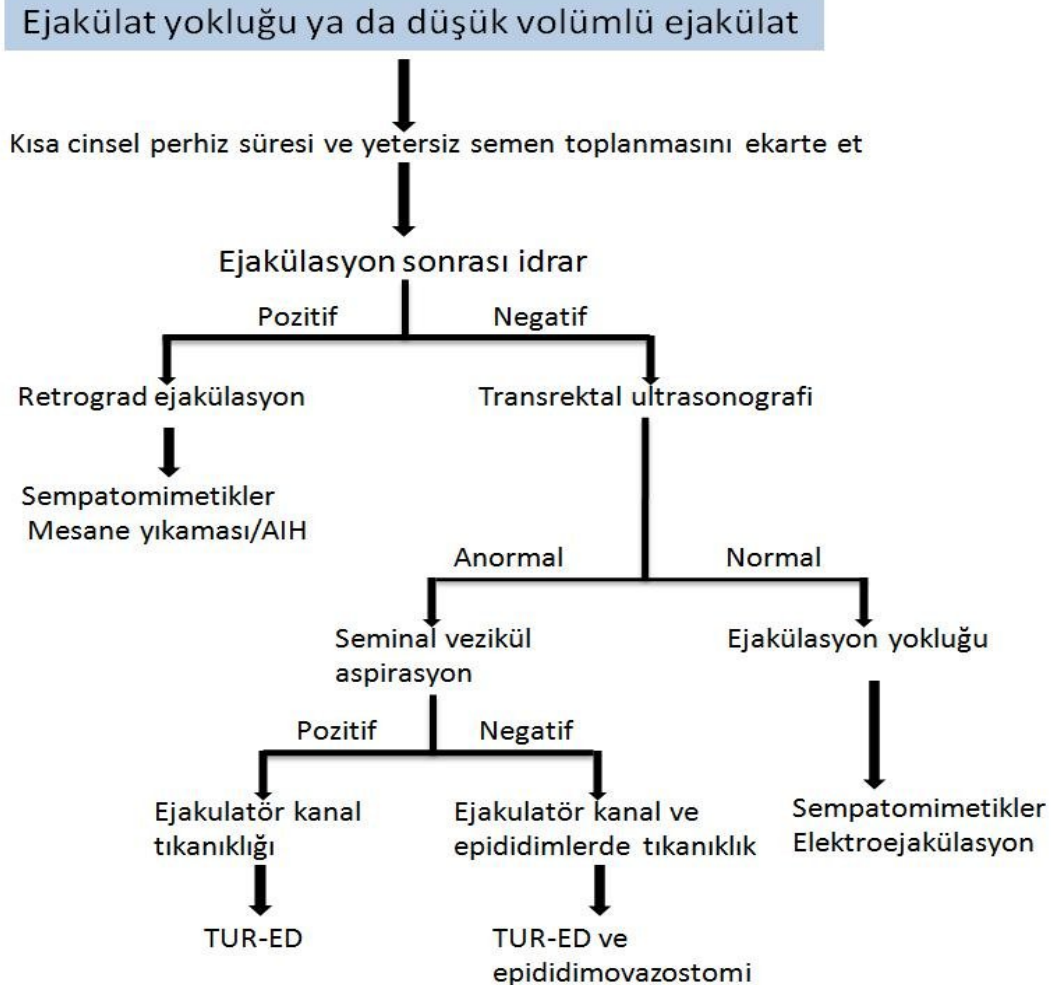 Ejakülat yokluğu ya da düşük volümlü ejakülat
Kısa cinsel perhiz süresi ve yetersiz semen toplanmasını ekarte et
Ejakülasyon sonrası idrar
Pozitif
Negatif
Retrograd ejakülasyon
Transrektal ultrasonografi
Sempatomimetikler
Mesane yıkaması/AIH
Anormal
Normal
Seminal vezikül
aspirasyon
Ejakülasyon yokluğu
Pozitif
Negatif
Ejakulatör kanal
tıkanıklığı
Ejakulatör kanal ve
epididimlerde tıkanıklık
Sempatomimetikler
Elektroejakülasyon
TUR-ED
TUR-ED ve
epididimovazostomi